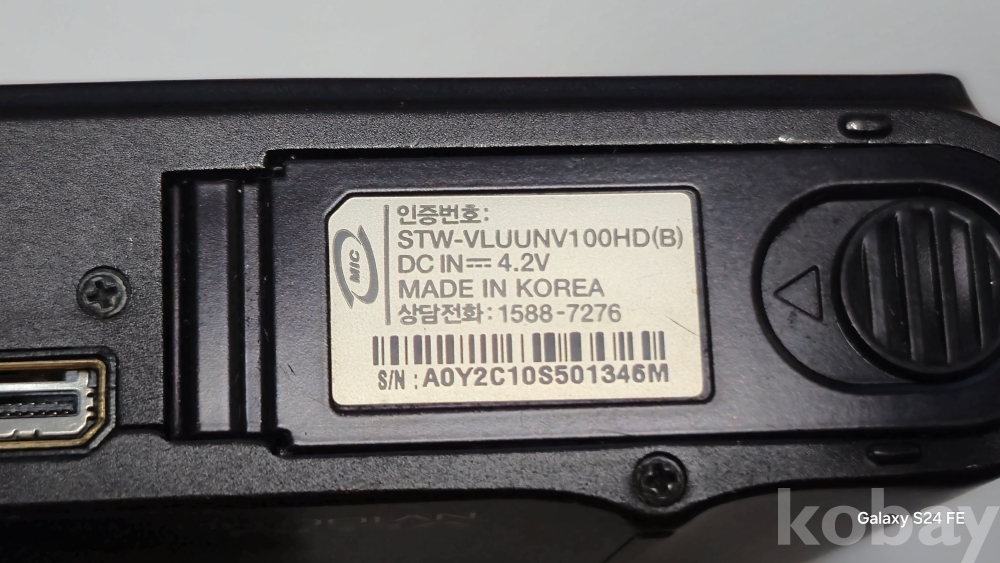 MIC
인증번호:
STW-VLUUNV100HD(B)
DC IN⎓ 4.2V
MADE IN KOREA
상담전화:1588-7276
S/N : A0Y2C10S501346M
kobay
Galaxy S24 FE